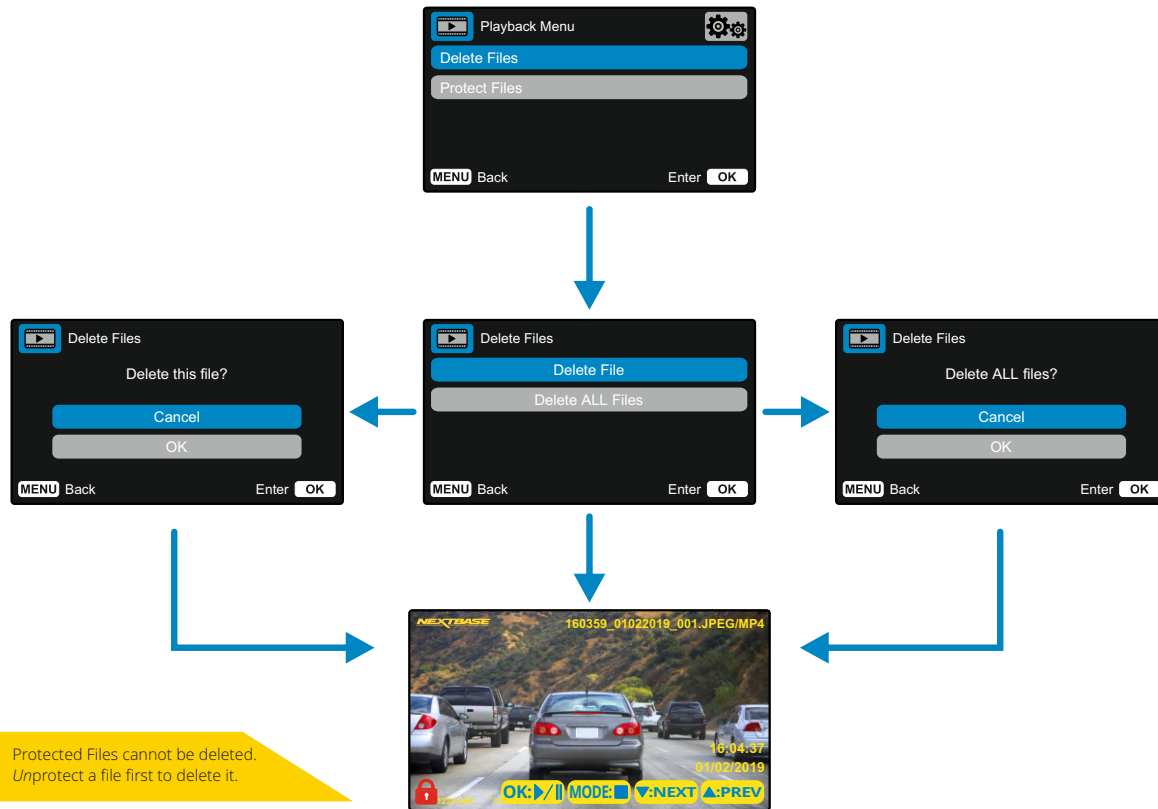 Playback Menu
Delete Files
Protect Files
MENU Back Enter OK
Delete Files
Delete this file?
Cancel
OK
MENU Back Enter OK
Delete Files
Delete File
Delete ALL Files
MENU Back Enter OK
Delete Files
Delete ALL files?
Cancel
OK
MENU Back Enter OK
NEXTBASE 160359_01022019_001.JPEG/MP4
16:04:37
01/02/2019
OK: MODE: ▼:NEXT ▲:PREV
Protected Files cannot be deleted.
Unprotect a file first to delete it.